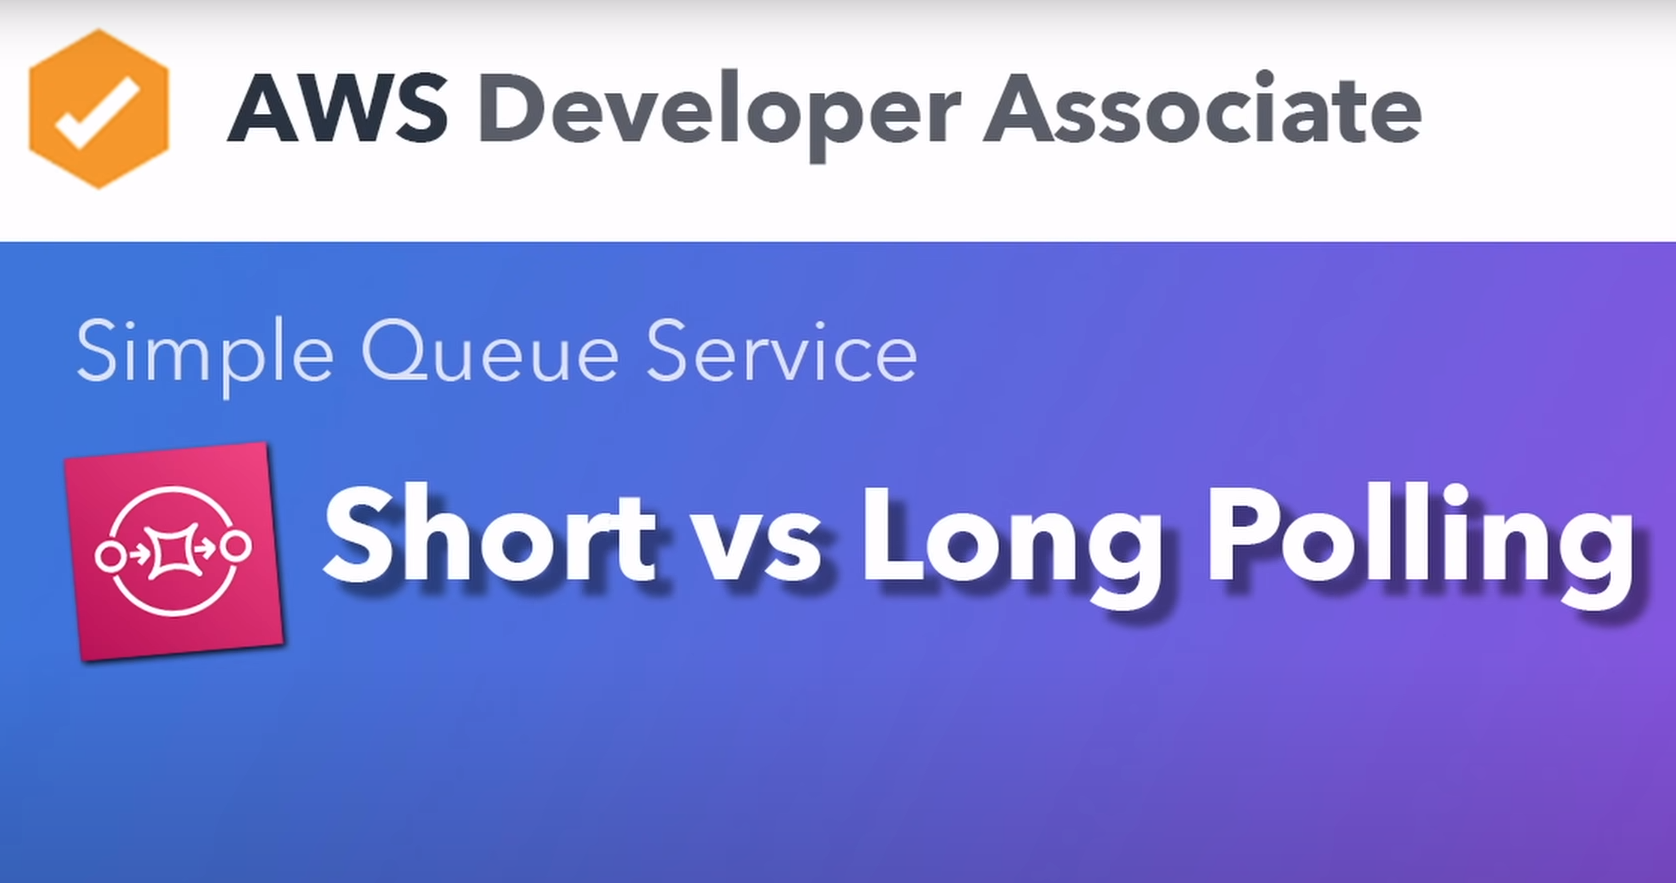 AWS Developer Associate
Simple Queue Service
Short vs Long Polling